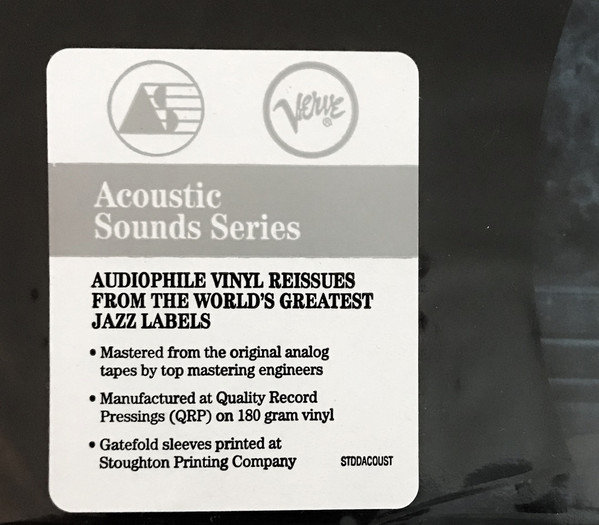 AS Verve®
Acoustic
Sounds Series
AUDIOPHILE VINYL REISSUES
FROM THE WORLD'S GREATEST
JAZZ LABELS
• Mastered from the original analog
tapes by top mastering engineers
• Manufactured at Quality Record
Pressings (QRP) on 180 gram vinyl
• Gatefold sleeves printed at
Stoughton Printing Company STDDACOUST